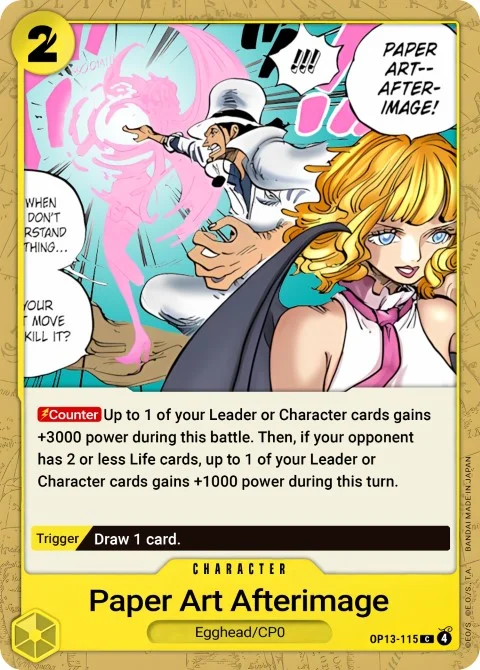 2
BOOM!!
!!!
PAPER
ART--
AFTER-
IMAGE!
WHEN
DON'T
RSTAND
THING...
YOUR
T MOVE
KILL IT?
Counter Up to 1 of your Leader or Character cards gains
+3000 power during this battle. Then, if your opponent
has 2 or less Life cards, up to 1 of your Leader or
Character cards gains +1000 power during this turn.
Trigger Draw 1 card.
CHARACTER
Paper Art Afterimage
Egghead/CP0
OP13-115 C 4
©E.O/S. ©E.O/S.,T.A BANDAI MADE IN JAPAN